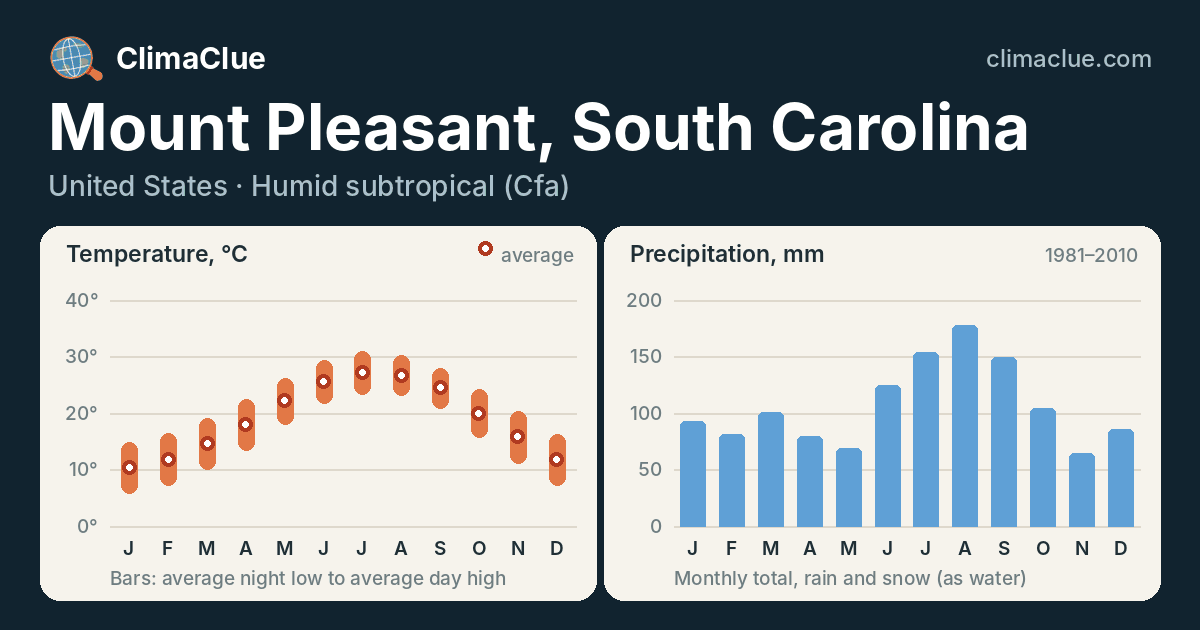 ClimaClue
climaclue.com
Mount Pleasant, South Carolina
United States · Humid subtropical (Cfa)
Temperature, °C
average
40°
30°
20°
10°
0°
J F M A M J J A S O N D
Bars: average night low to average day high
Precipitation, mm
1981–2010
200
150
100
50
0
J F M A M J J A S O N D
Monthly total, rain and snow (as water)